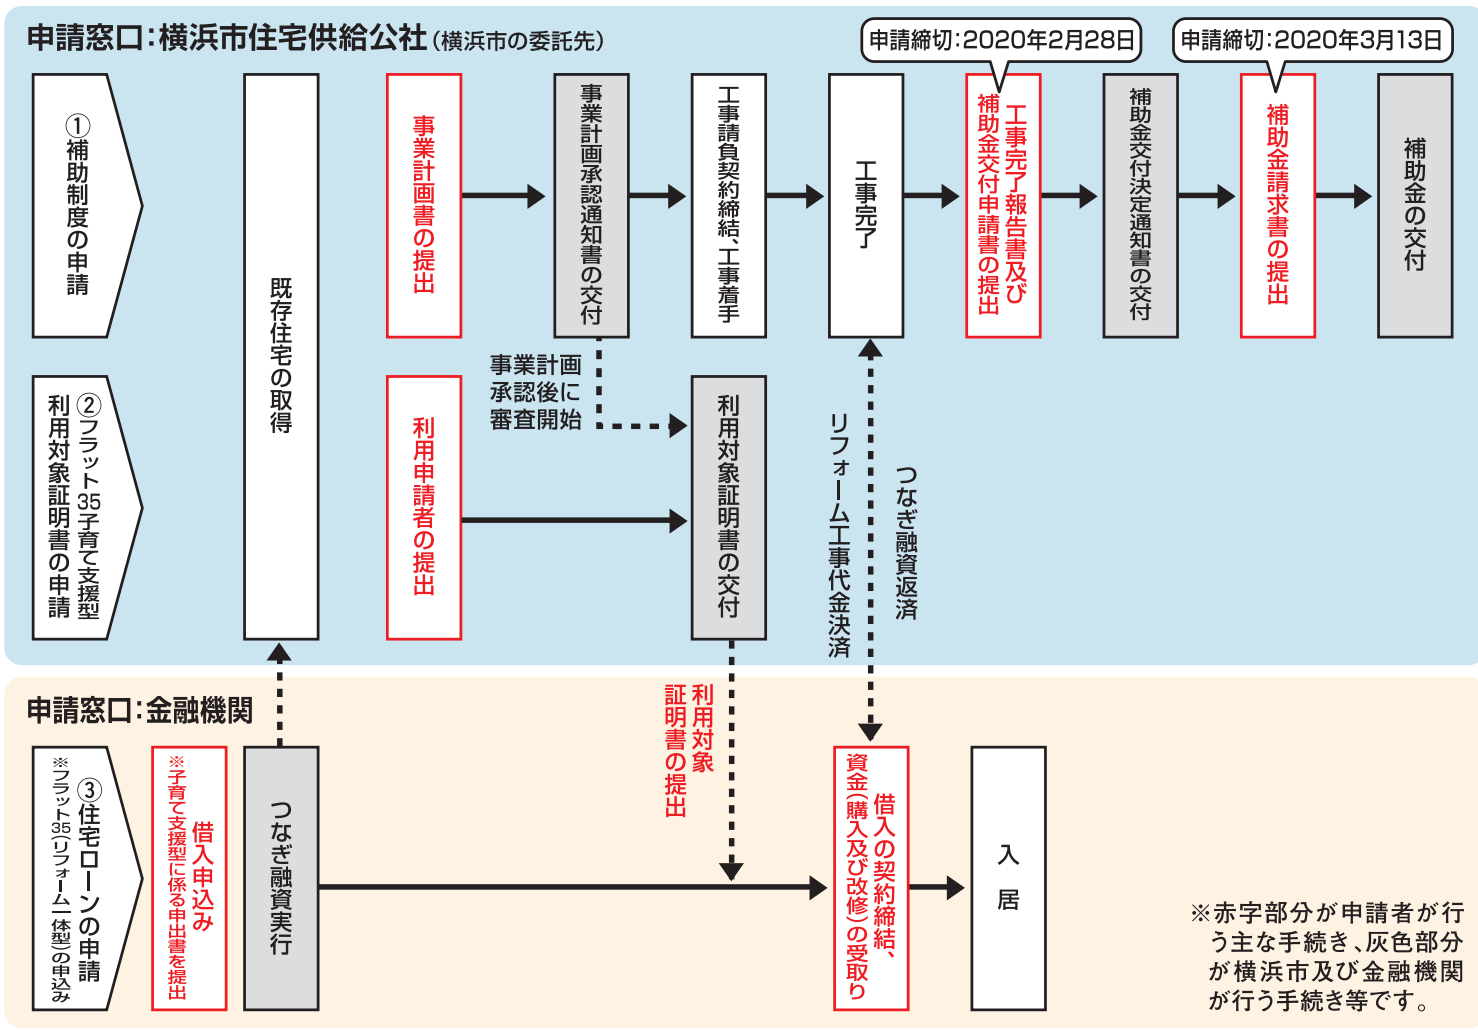 申請窓口：横浜市住宅供給公社（横浜市の委託先）
申請締切：2020年2月28日
申請締切：2020年3月13日
①補助制度の申請
既存住宅の取得
事業計画書の提出
事業計画承認通知書の交付
工事請負契約締結、工事着手
工事完了
工事完了報告書及び
補助金交付申請書の提出
補助金交付決定通知書の交付
補助金請求書の提出
補助金の交付
②フラット35子育て支援型
利用対象証明書の申請
利用申請者の提出
事業計画
承認後に
審査開始
利用対象証明書の交付
つなぎ融資返済
リフォーム工事代金決済
申請窓口：金融機関
利用対象
証明書の提出
③住宅ローンの申請
※フラット35（リフォーム一体型）の申込み
借入申込み
※子育て支援型に係る申出書を提出
つなぎ融資実行
借入の契約締結、
資金（購入及び改修）の受取り
入居
※赤字部分が申請者が行
う主な手続き、灰色部分
が横浜市及び金融機関
が行う手続き等です。